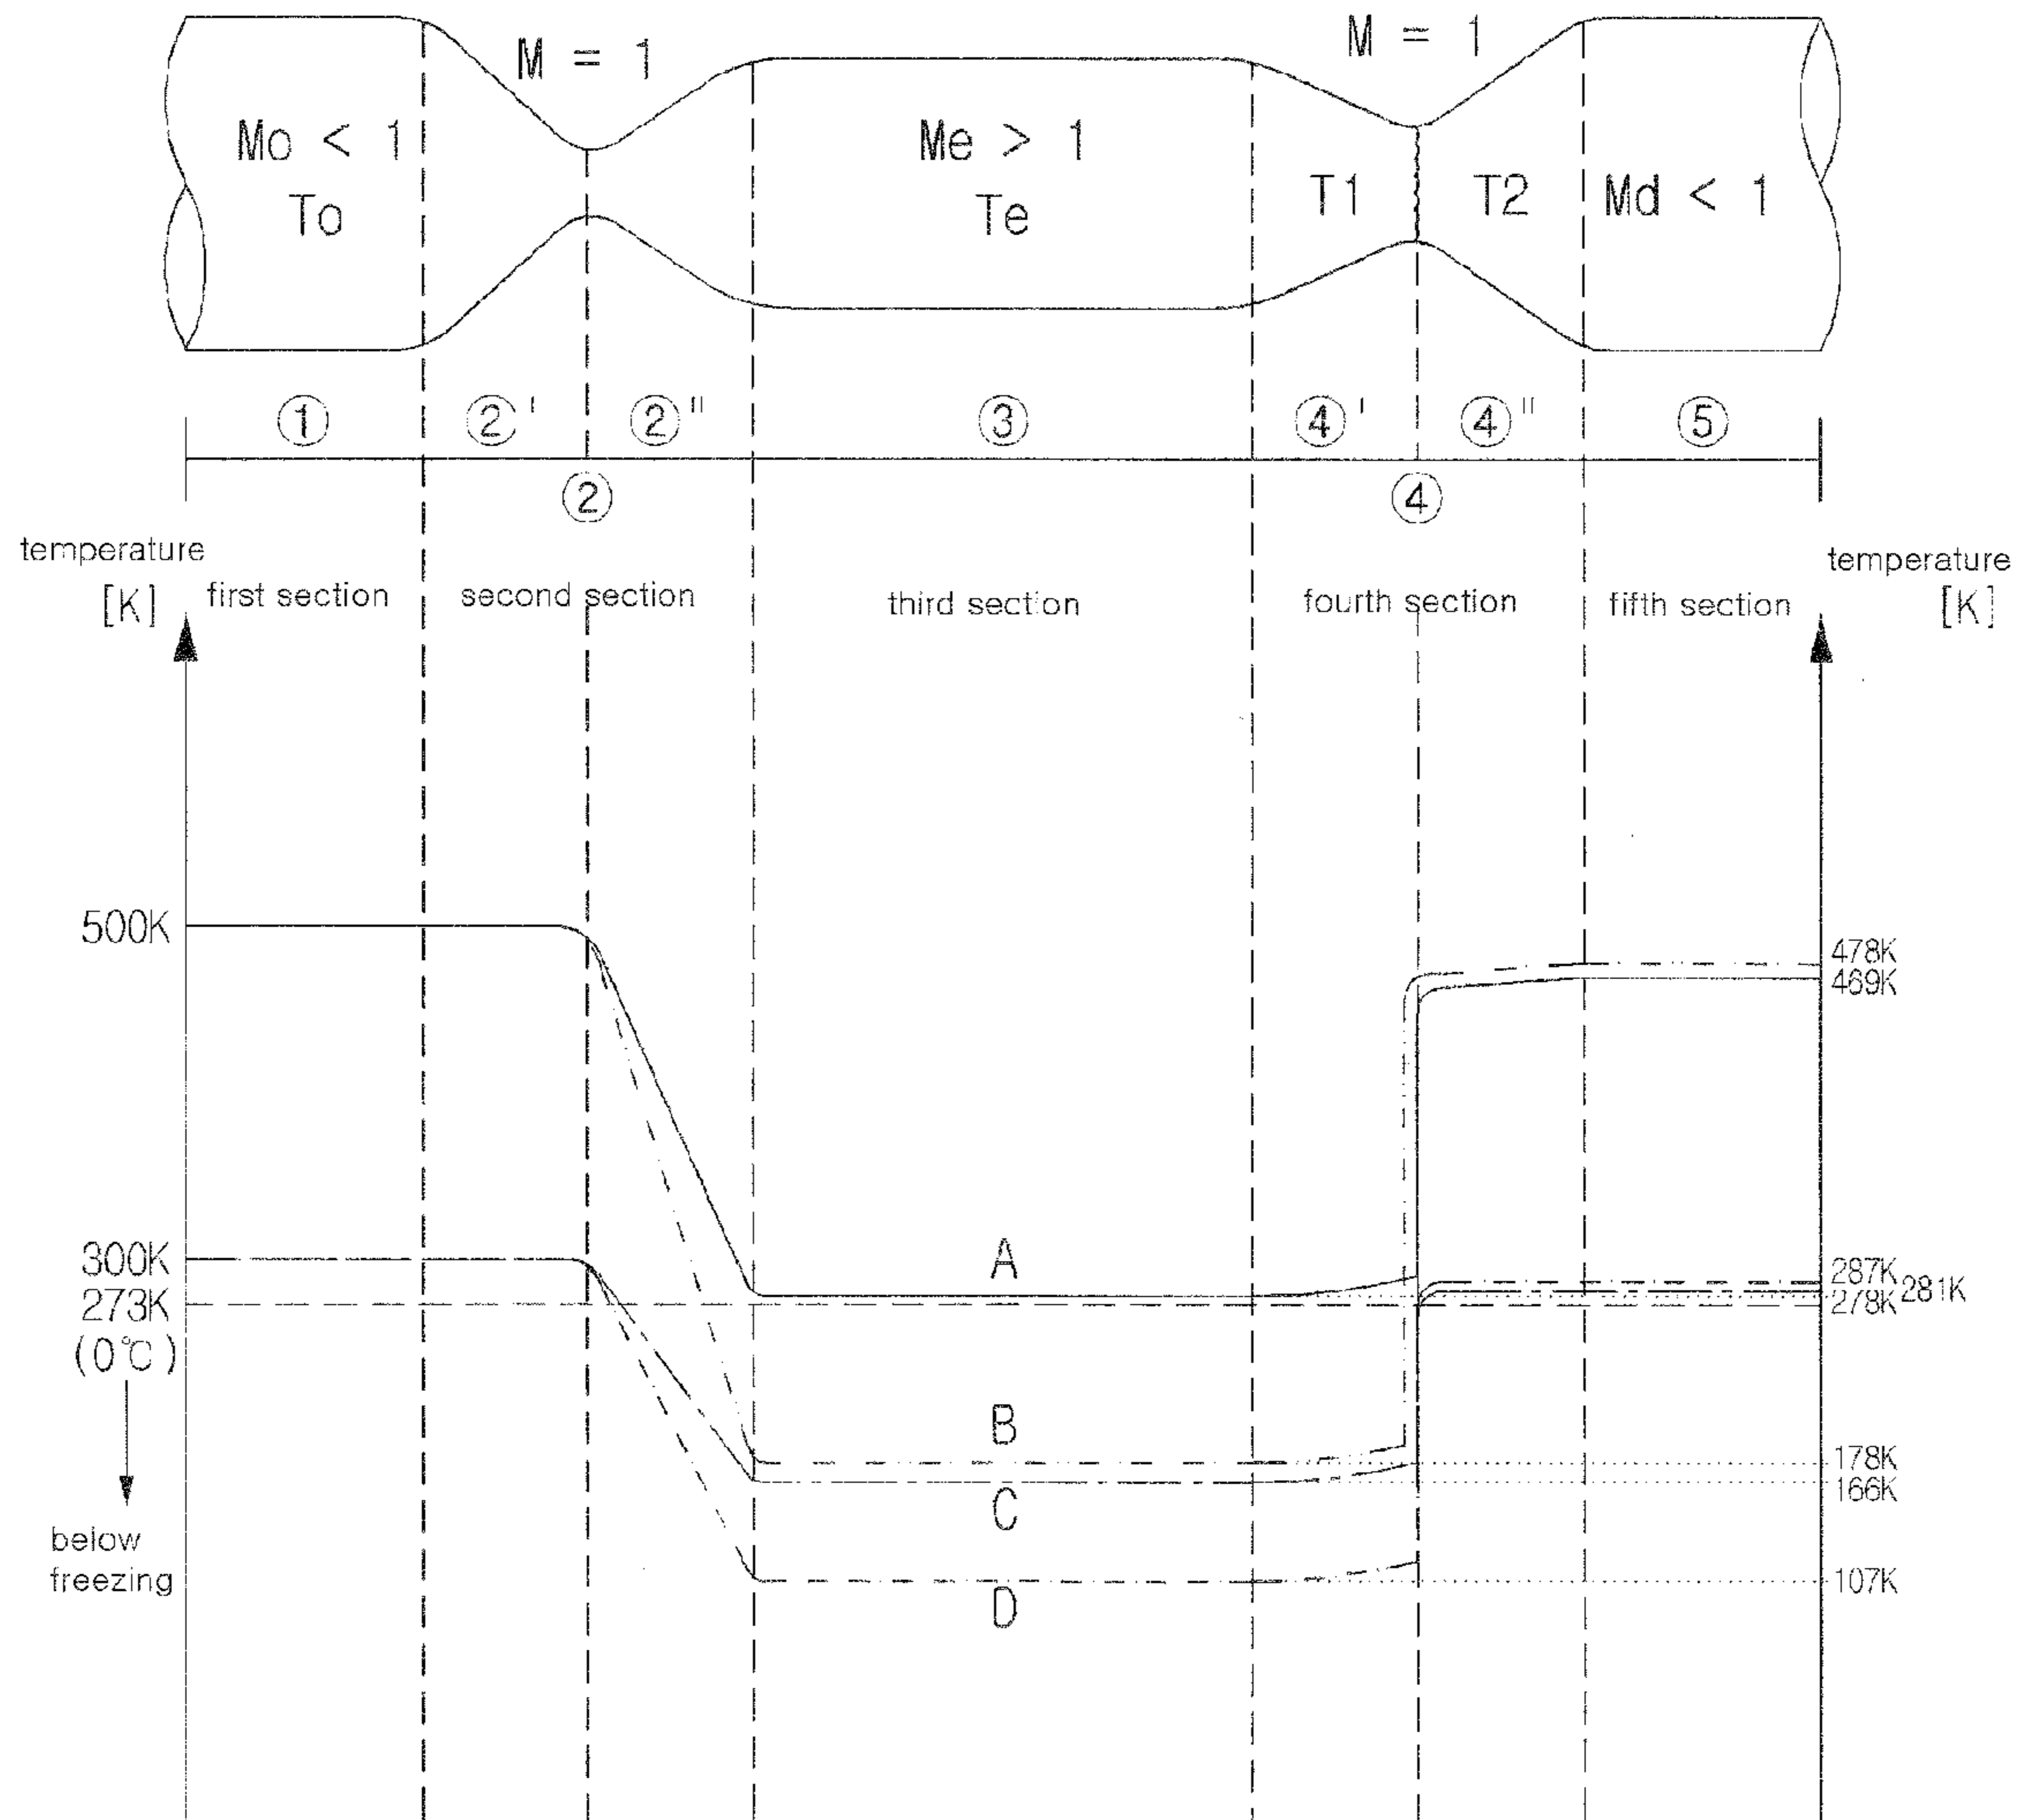 M = 1
M = 1
Mo < 1
To
Me > 1
Te
T1
T2
Md < 1
①
②'
②"
③
④'
④"
⑤
②
④
temperature
[K]
first section
second section
third section
fourth section
fifth section
temperature
[K]
500K
478K
469K
300K
273K
(0℃)
A
287K
281K
278K
B
178K
166K
C
below
freezing
107K
D